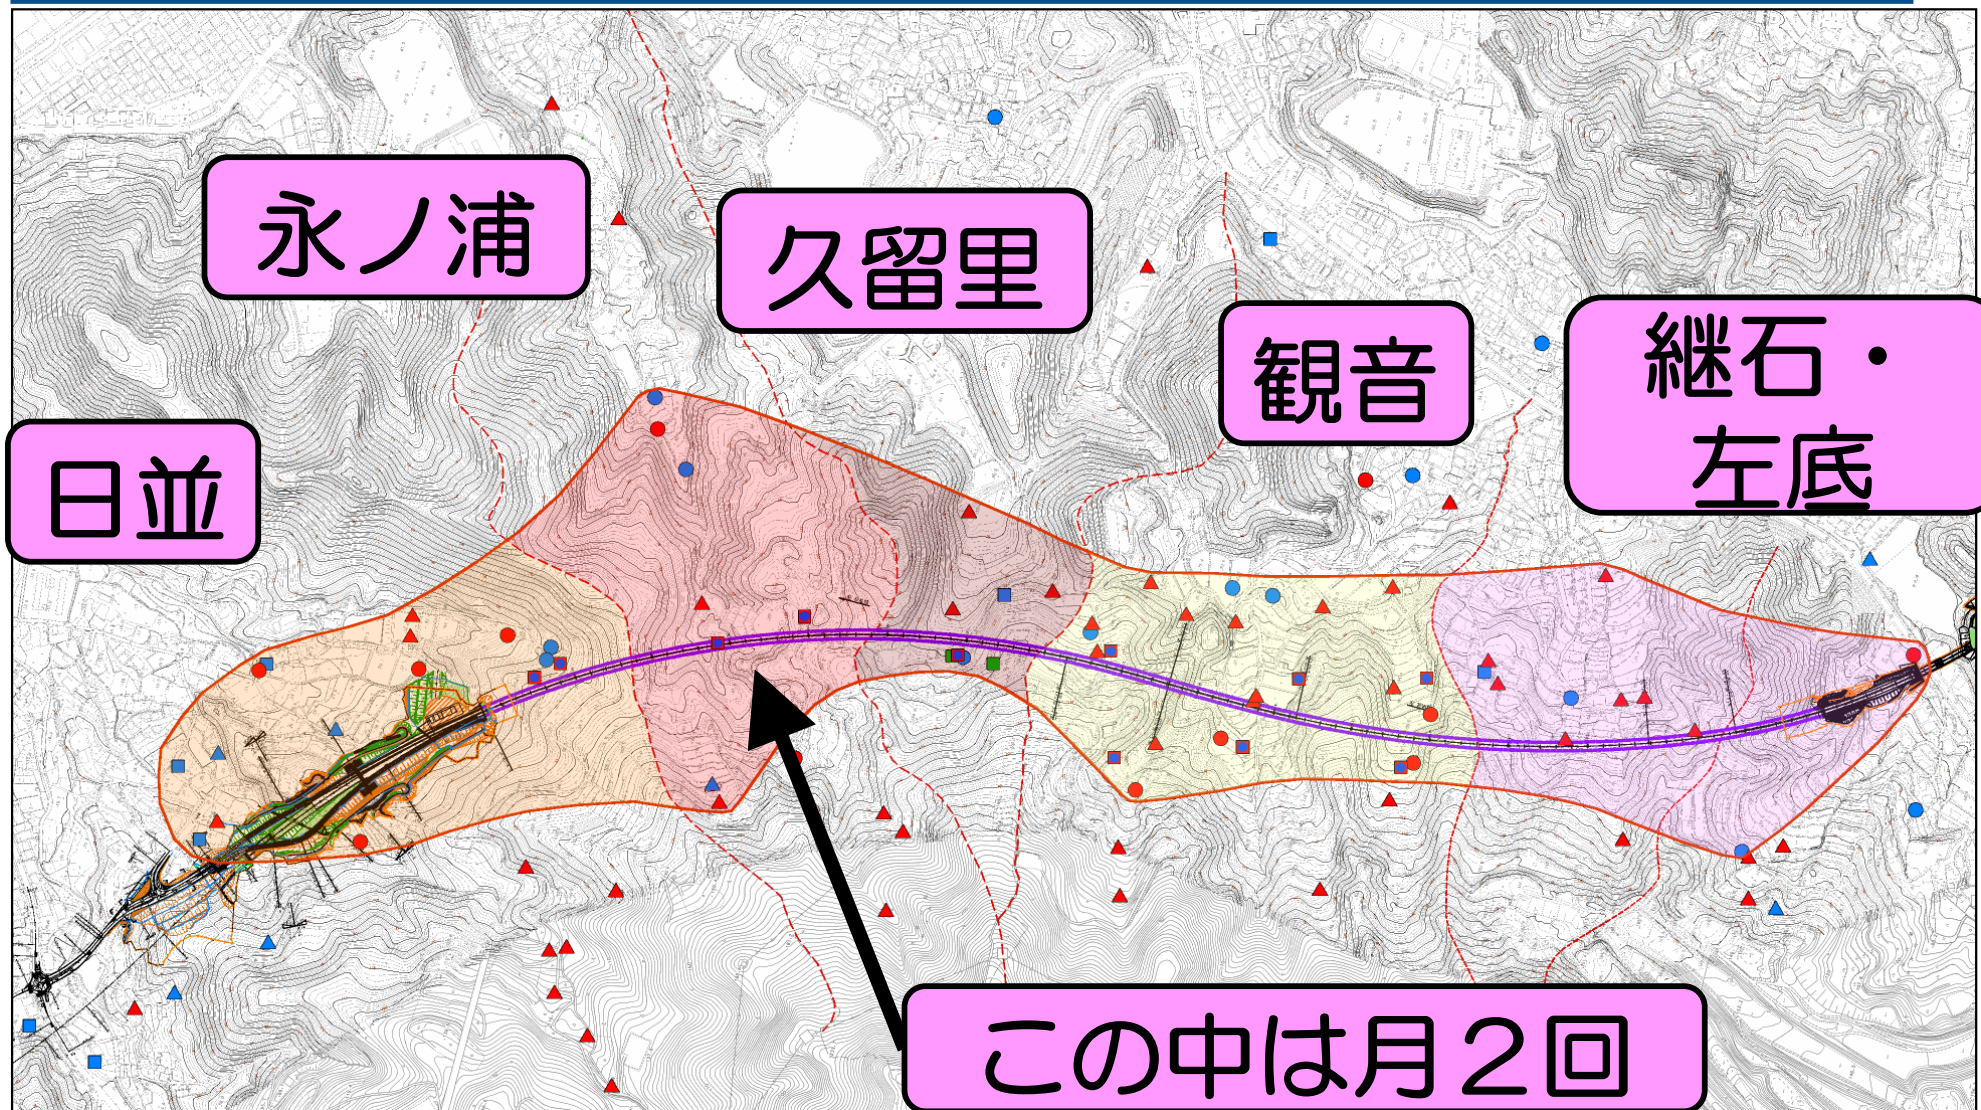 永ノ浦
久留里
観音
継石・
左底
日並
この中は月２回